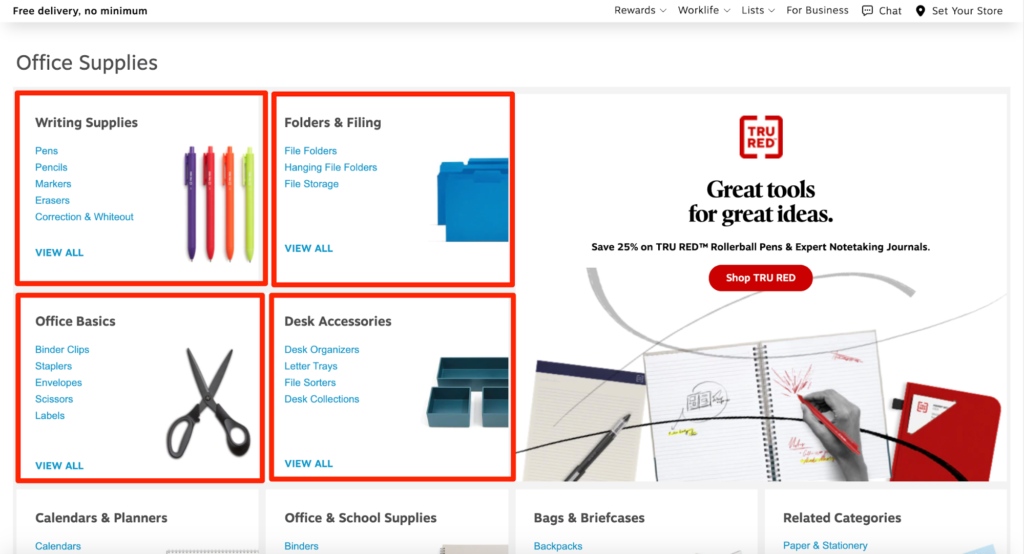 Free delivery, no minimum
Rewards Worklife Lists For Business Chat Set Your Store
Office Supplies
Writing Supplies
Pens
Pencils
Markers
Erasers
Correction & Whiteout
VIEW ALL
Folders & Filing
File Folders
Hanging File Folders
File Storage
VIEW ALL
TRU
RED
Great tools
for great ideas.
Save 25% on TRU RED™ Rollerball Pens & Expert Notetaking Journals.
Shop TRU RED
Office Basics
Binder Clips
Staplers
Envelopes
Scissors
Labels
VIEW ALL
Desk Accessories
Desk Organizers
Letter Trays
File Sorters
Desk Collections
VIEW ALL
Calendars & Planners
Calendars
Office & School Supplies
Binders
Bags & Briefcases
Backpacks
Related Categories
Paper & Stationery